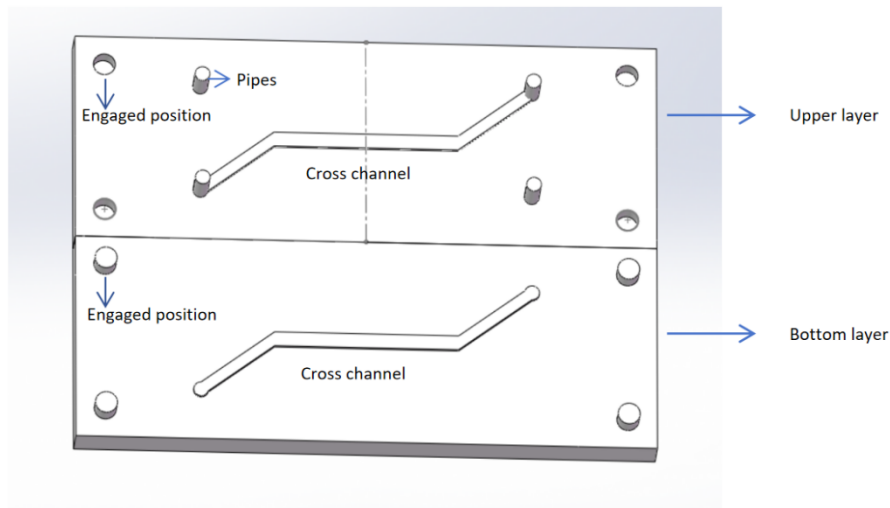 Pipes
Engaged position
Upper layer
Cross channel
Engaged position
Bottom layer
Cross channel